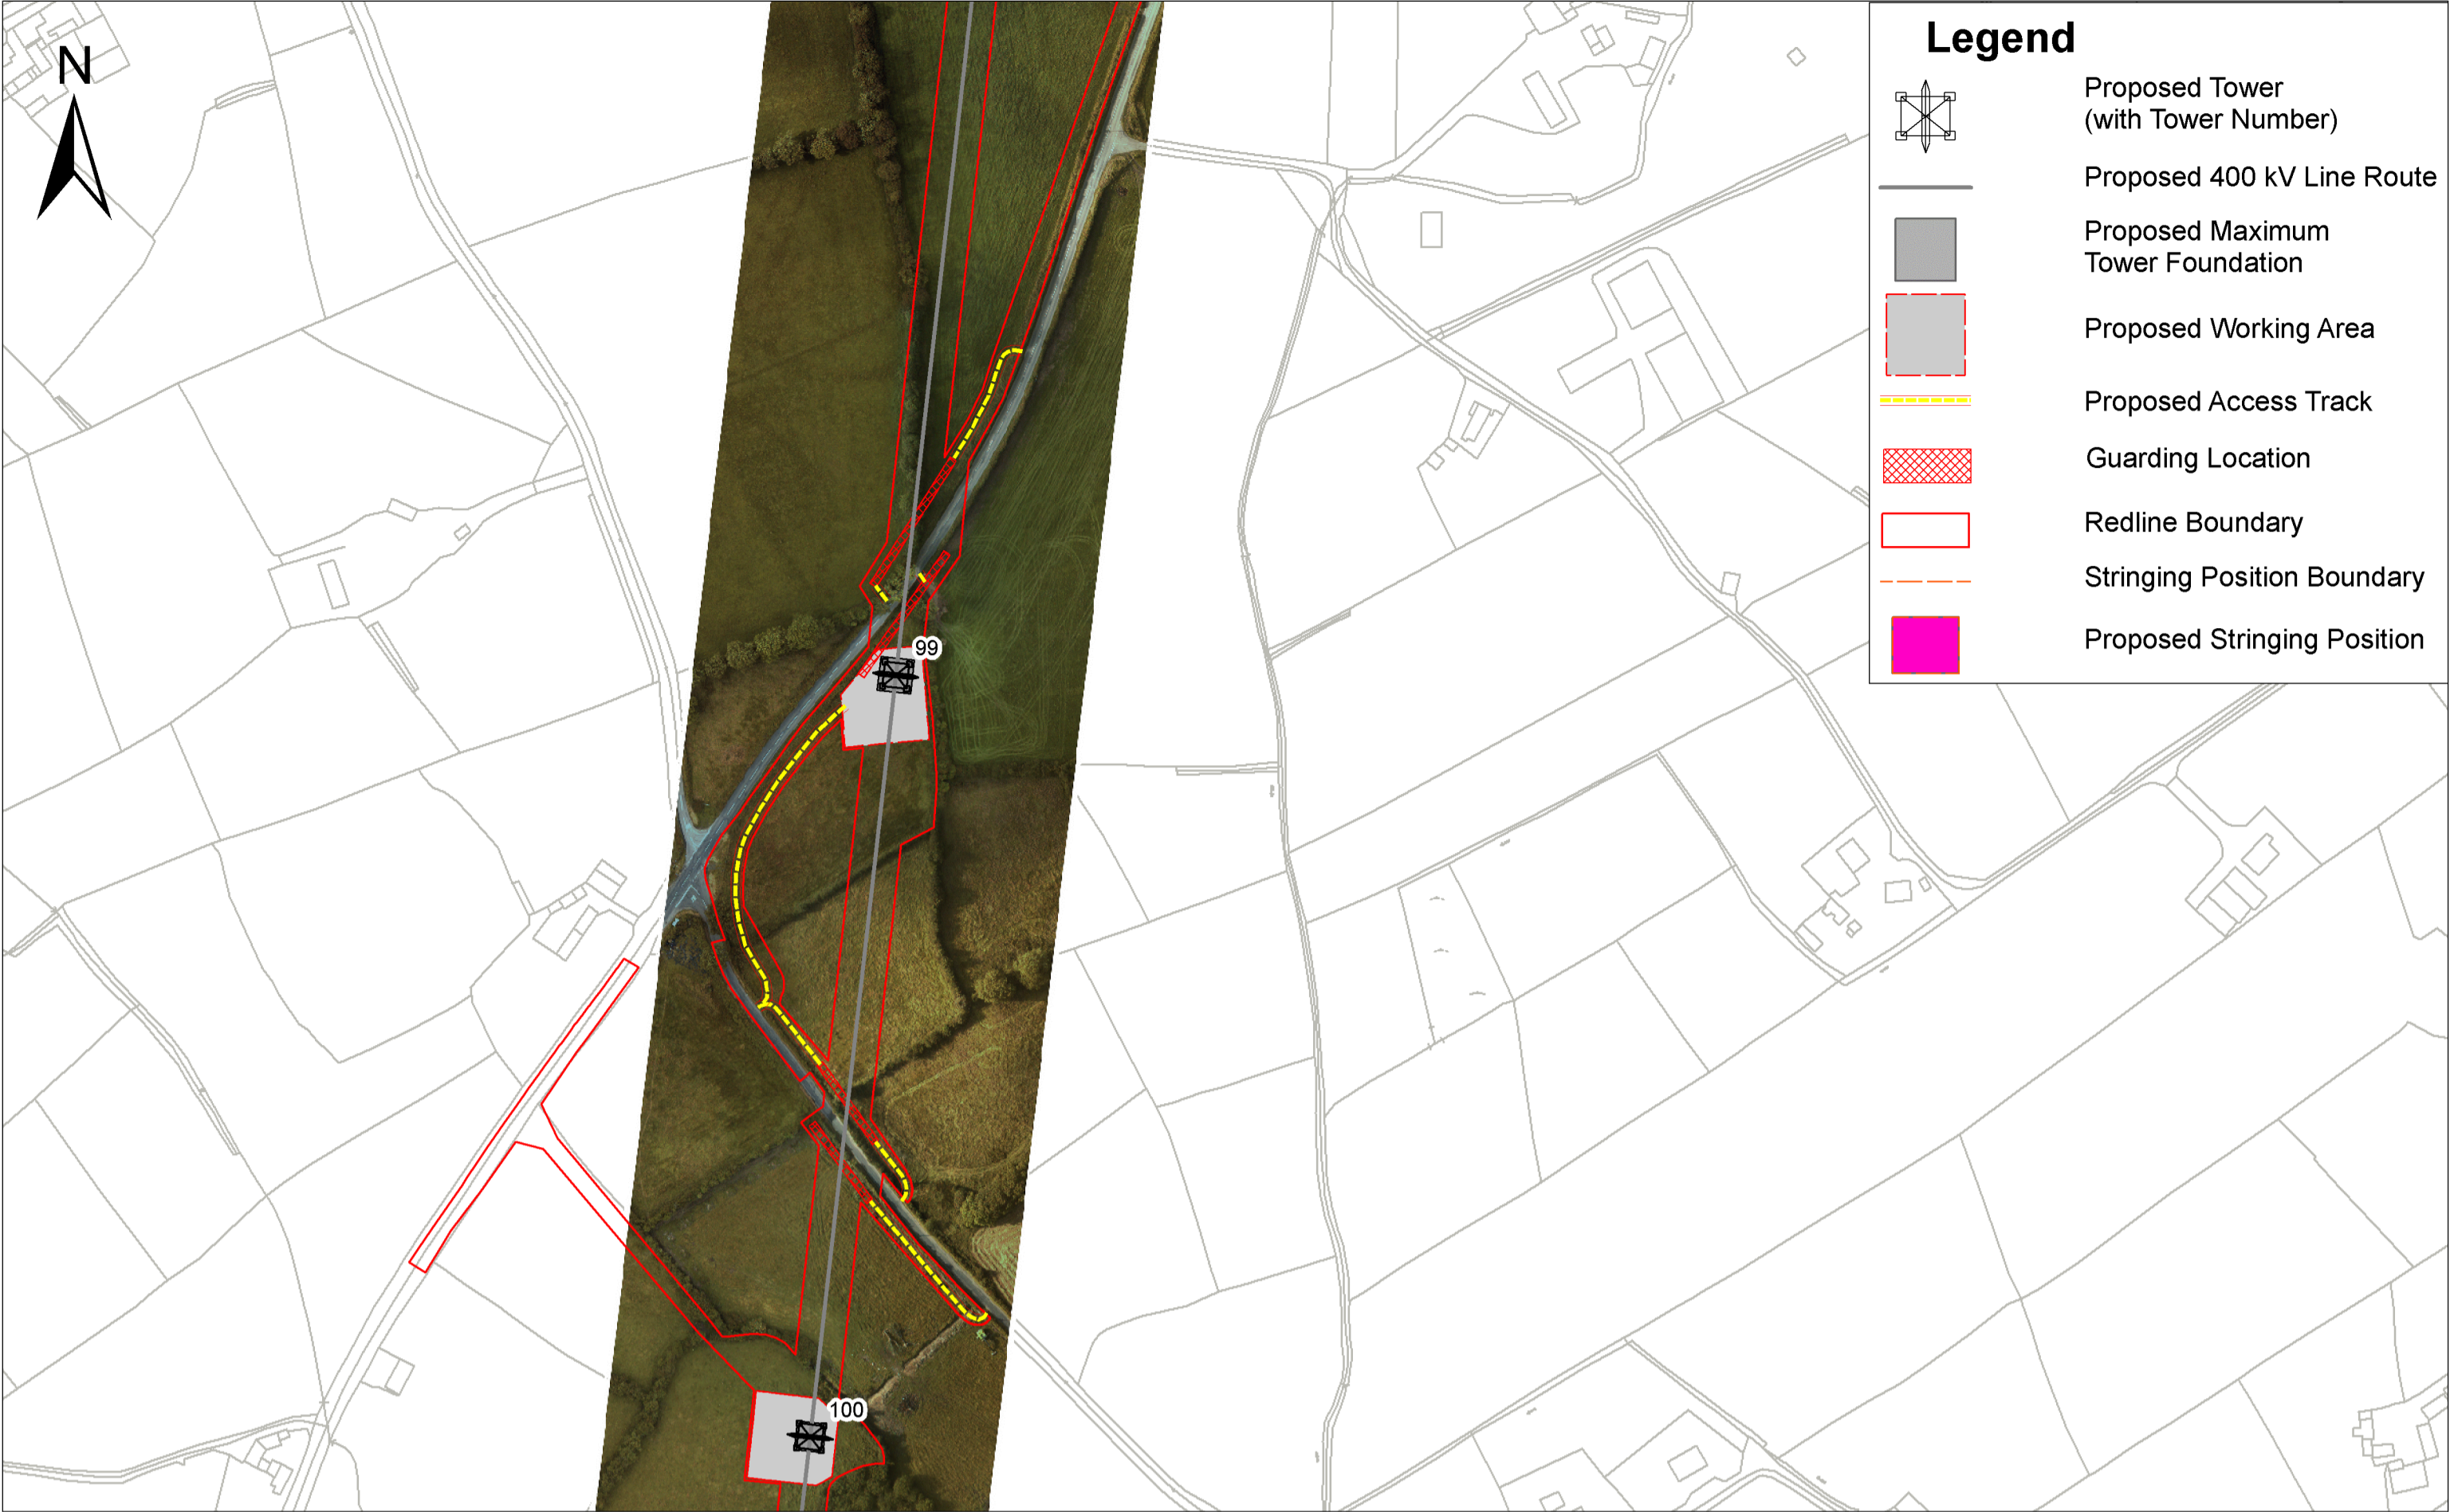 N
Legend
Proposed Tower
(with Tower Number)
Proposed 400 kV Line Route
Proposed Maximum
Tower Foundation
Proposed Working Area
Proposed Access Track
Guarding Location
Redline Boundary
Stringing Position Boundary
Proposed Stringing Position
99
100